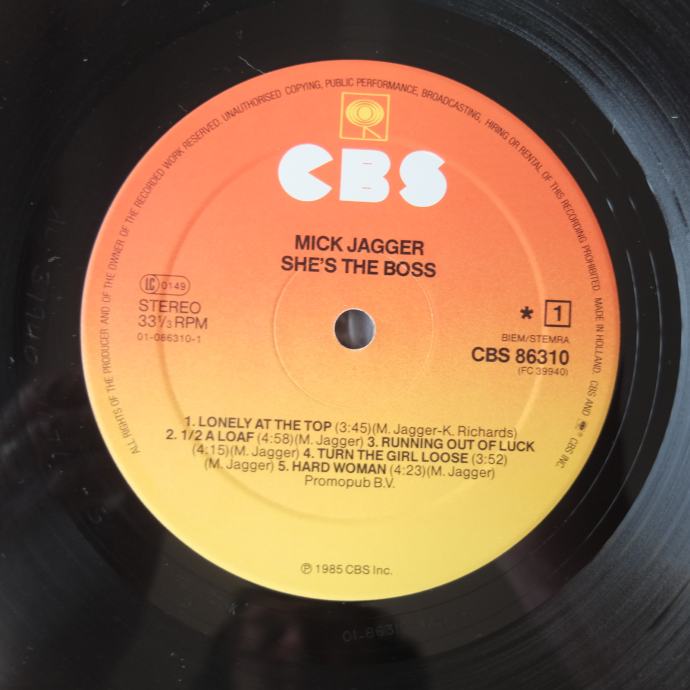 ALL RIGHTS OF THE PRODUCER AND OF THE OWNER OF THE RECORDED WORK RESERVED. UNAUTHORISED COPYING, PUBLIC PERFORMANCE, BROADCASTING, HIRING OR RENTAL OF THIS RECORDING PROHIBITED. MADE IN HOLLAND. CBS AND ® CBS INC.
CBS
MICK JAGGER
SHE'S THE BOSS
LC 0149
STEREO
33⅓ RPM
01-086310-1
* 1
BIEM/STEMRA
CBS 86310
(FC 39940)
1. LONELY AT THE TOP (3:45)(M. Jagger-K. Richards)
2. 1/2 A LOAF (4:58)(M. Jagger) 3. RUNNING OUT OF LUCK
(4:15)(M. Jagger) 4. TURN THE GIRL LOOSE (3:52)
(M. Jagger) 5. HARD WOMAN (4:23)(M. Jagger)
Promopub B.V.
℗ 1985 CBS Inc.